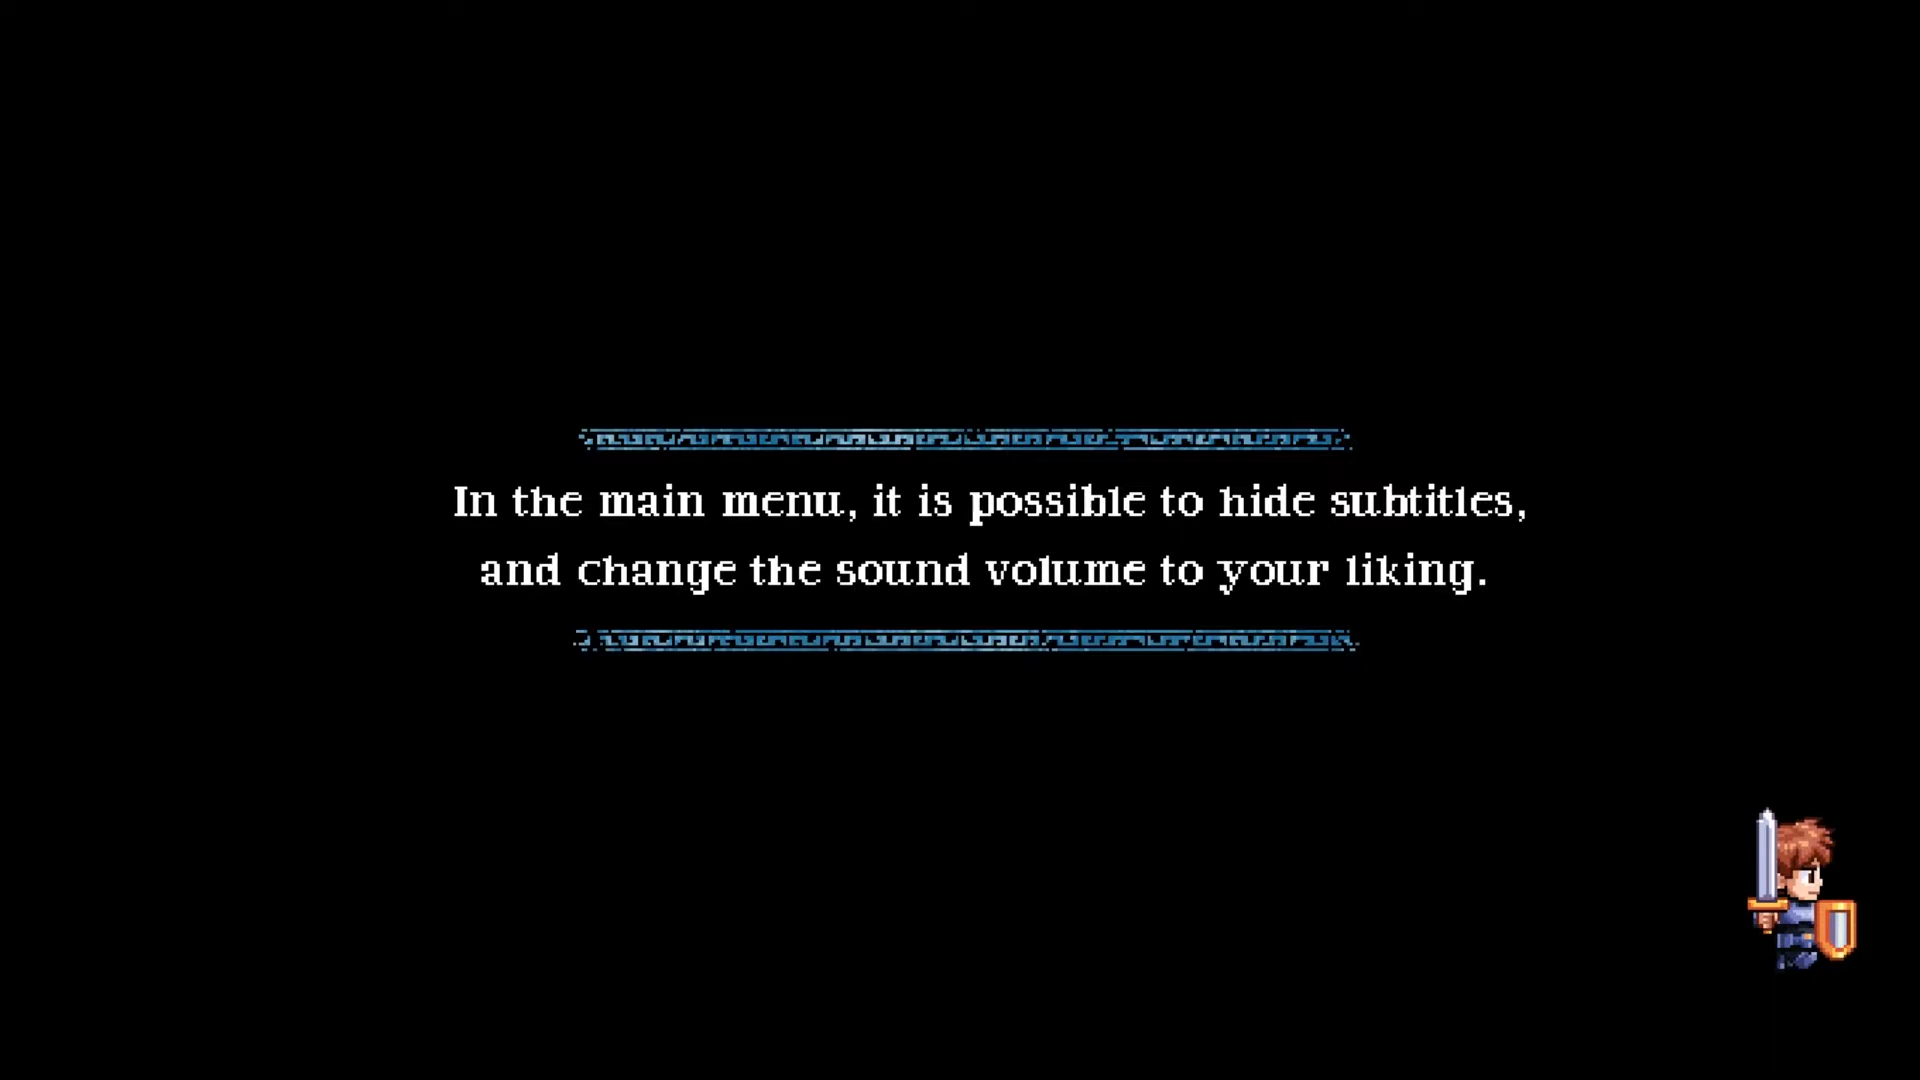 In the main menu, it is possible to hide subtitles,
and change the sound volume to your liking.